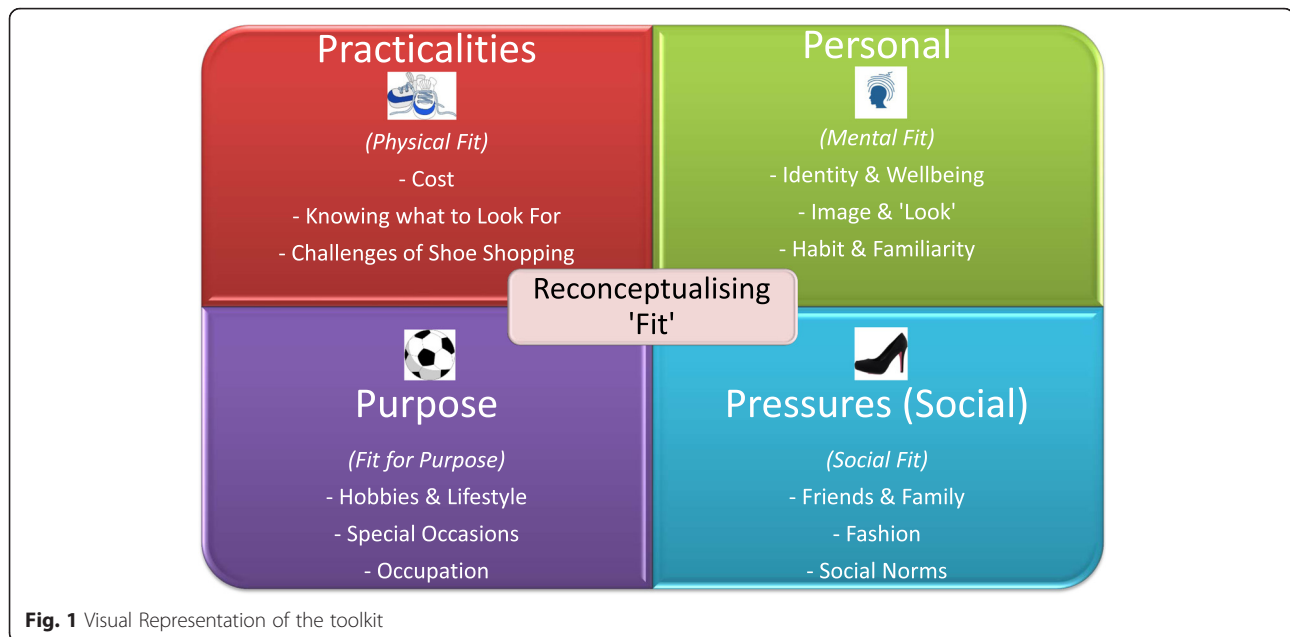 Practicalities
(Physical Fit)
- Cost
- Knowing what to Look For
- Challenges of Shoe Shopping
Personal
(Mental Fit)
- Identity & Wellbeing
- Image & 'Look'
- Habit & Familiarity
Reconceptualising
'Fit'
Purpose
(Fit for Purpose)
- Hobbies & Lifestyle
- Special Occasions
- Occupation
Pressures (Social)
(Social Fit)
- Friends & Family
- Fashion
- Social Norms
Fig. 1 Visual Representation of the toolkit